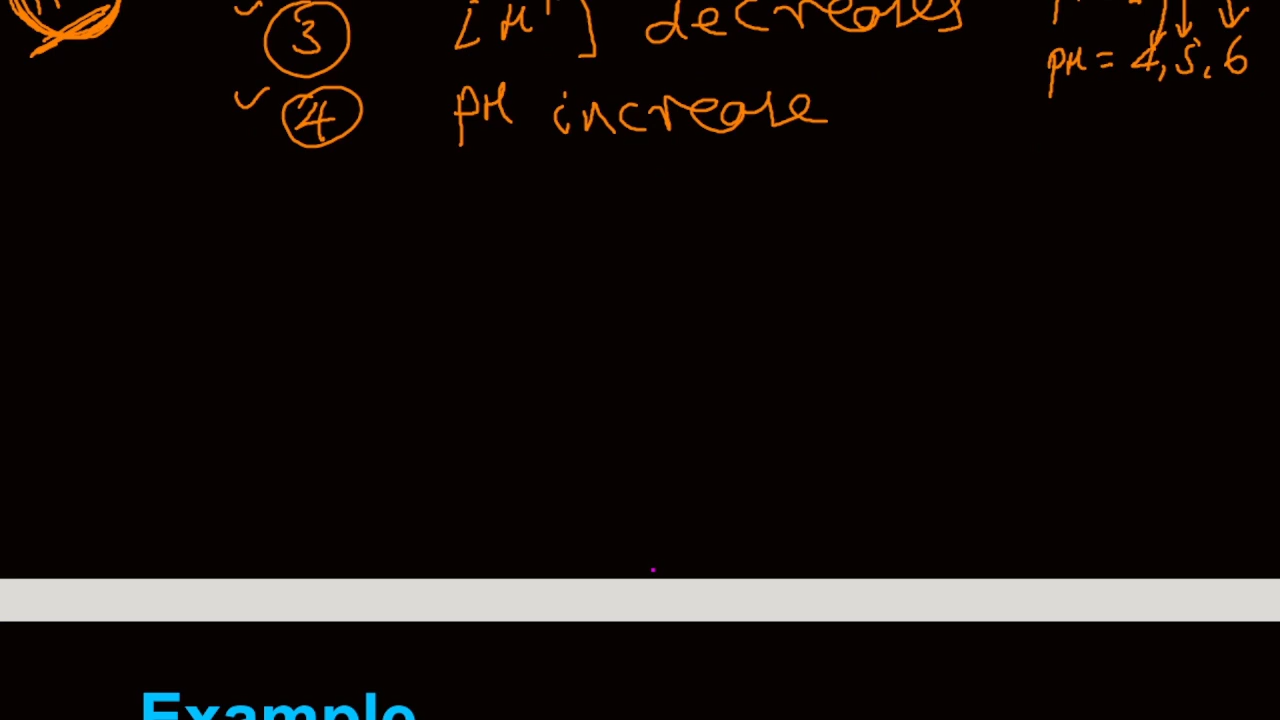 3 [H+] decreases
4 pH increase
pH = 4, 5, 6
Example